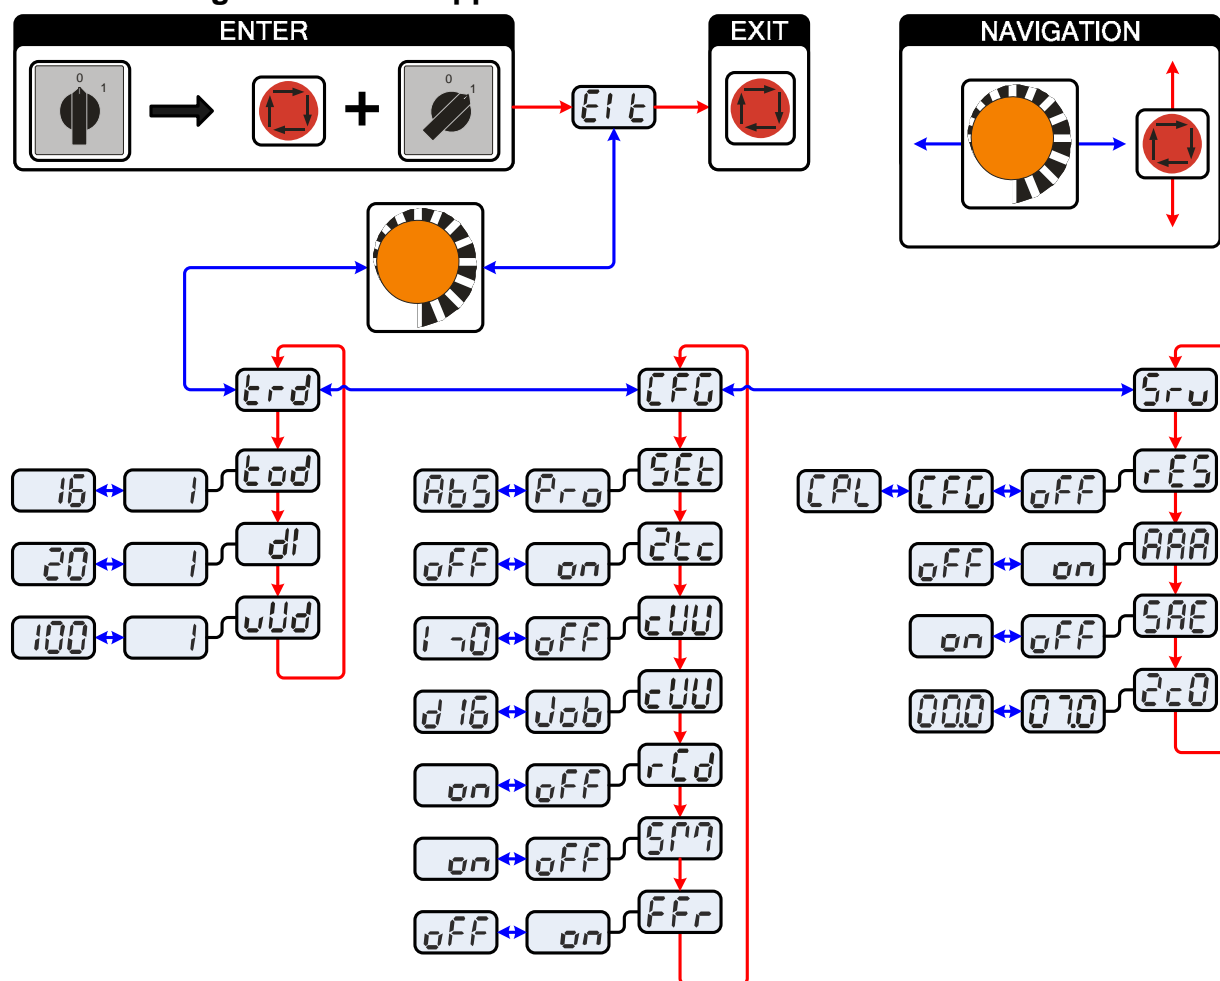 ENTER
EXIT
NAVIGATION
0
1
0
1
EIt
trd
CFG
Srv
tod
16
1
dI
20
1
vUd
100
1
SEt
AbS
Pro
2tc
oFF
on
cUU
1
oFF
cUU
d16
Job
rCd
on
oFF
on
oFF
FFr
oFF
on
rES
CPL
CFG
oFF
AAA
oFF
on
SAE
on
oFF
2c0
00.0
07.0